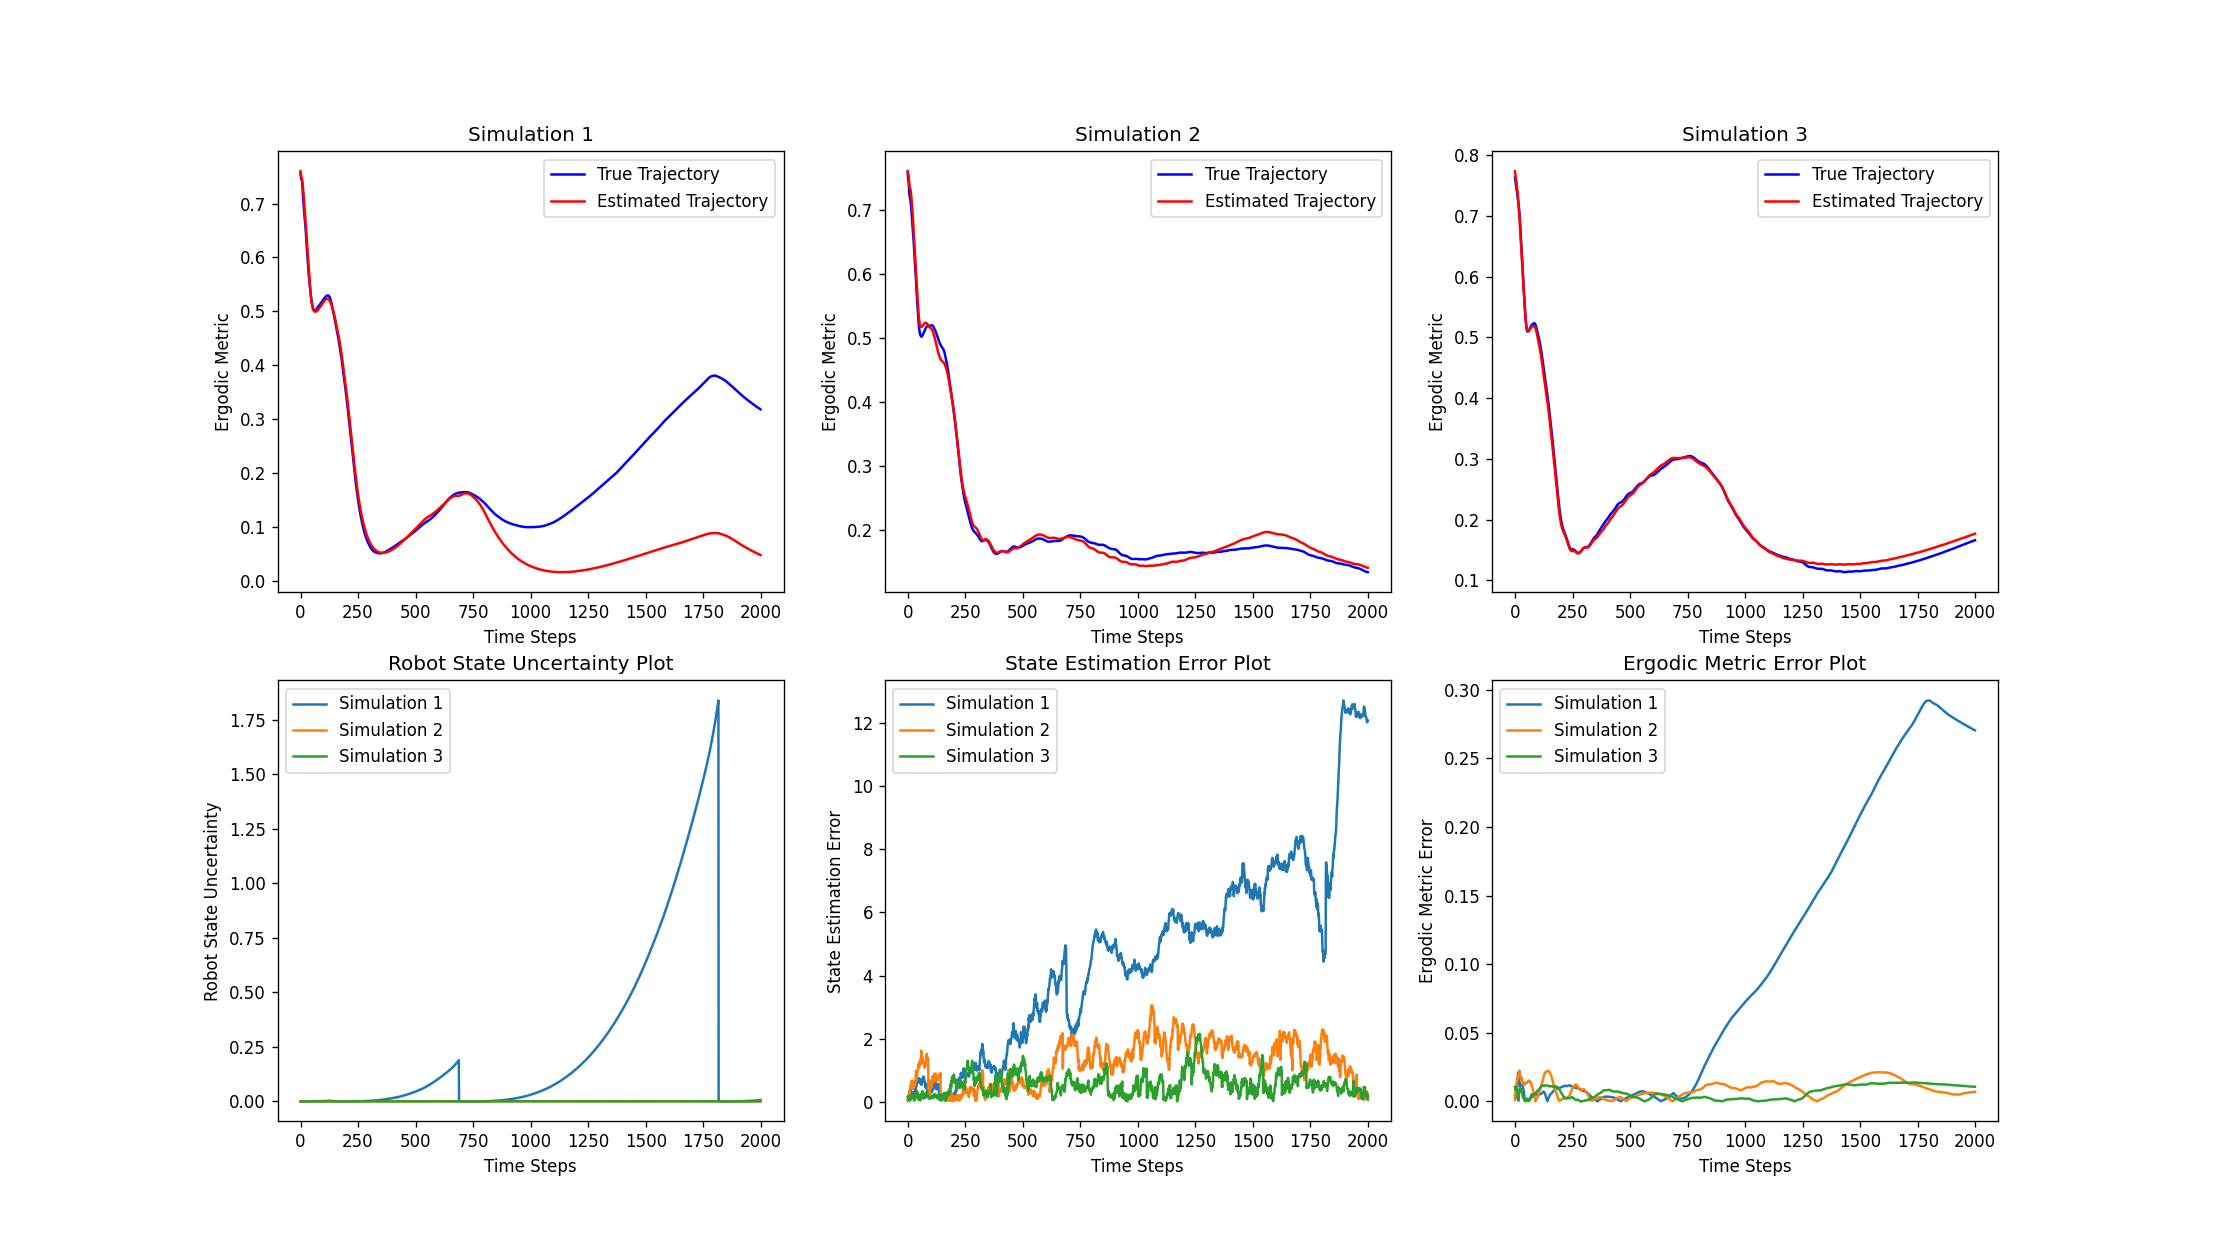 Simulation 1
Ergodic Metric
0.7
0.6
0.5
0.4
0.3
0.2
0.1
0.0
True Trajectory
Estimated Trajectory
0 250 500 750 1000 1250 1500 1750 2000
Time Steps
Simulation 2
Ergodic Metric
0.7
0.6
0.5
0.4
0.3
0.2
True Trajectory
Estimated Trajectory
0 250 500 750 1000 1250 1500 1750 2000
Time Steps
Simulation 3
Ergodic Metric
0.8
0.7
0.6
0.5
0.4
0.3
0.2
0.1
True Trajectory
Estimated Trajectory
0 250 500 750 1000 1250 1500 1750 2000
Time Steps
Robot State Uncertainty Plot
Robot State Uncertainty
1.75
1.50
1.25
1.00
0.75
0.50
0.25
0.00
Simulation 1
Simulation 2
Simulation 3
0 250 500 750 1000 1250 1500 1750 2000
Time Steps
State Estimation Error Plot
State Estimation Error
12
10
8
6
4
2
0
Simulation 1
Simulation 2
Simulation 3
0 250 500 750 1000 1250 1500 1750 2000
Time Steps
Ergodic Metric Error Plot
Ergodic Metric Error
0.30
0.25
0.20
0.15
0.10
0.05
0.00
Simulation 1
Simulation 2
Simulation 3
0 250 500 750 1000 1250 1500 1750 2000
Time Steps